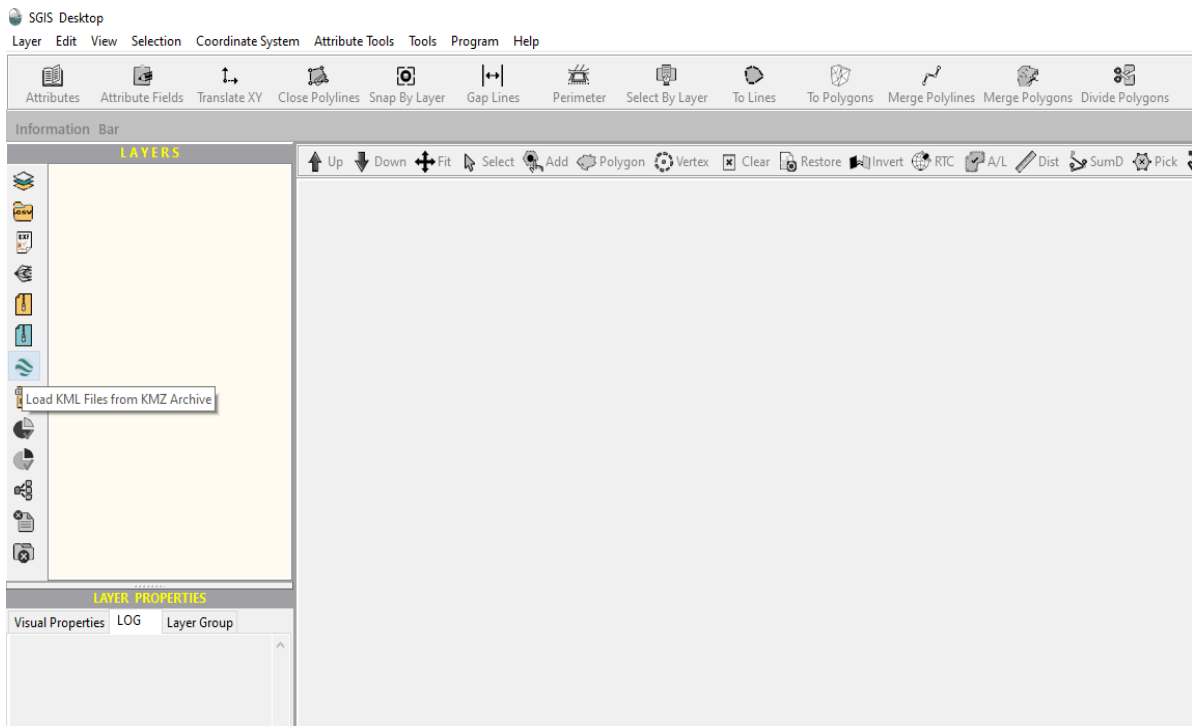 SGIS Desktop
Layer Edit View Selection Coordinate System Attribute Tools Tools Program Help
Attributes Attribute Fields Translate XY Close Polylines Snap By Layer Gap Lines Perimeter Select By Layer To Lines To Polygons Merge Polylines Merge Polygons Divide Polygons
Information Bar
LAYERS
Up Down Fit Select Add Polygon Vertex Clear Restore Invert RTC A/L Dist SumD Pick
CSV
EXI
Load KML Files from KMZ Archive
LAYER PROPERTIES
Visual Properties LOG Layer Group